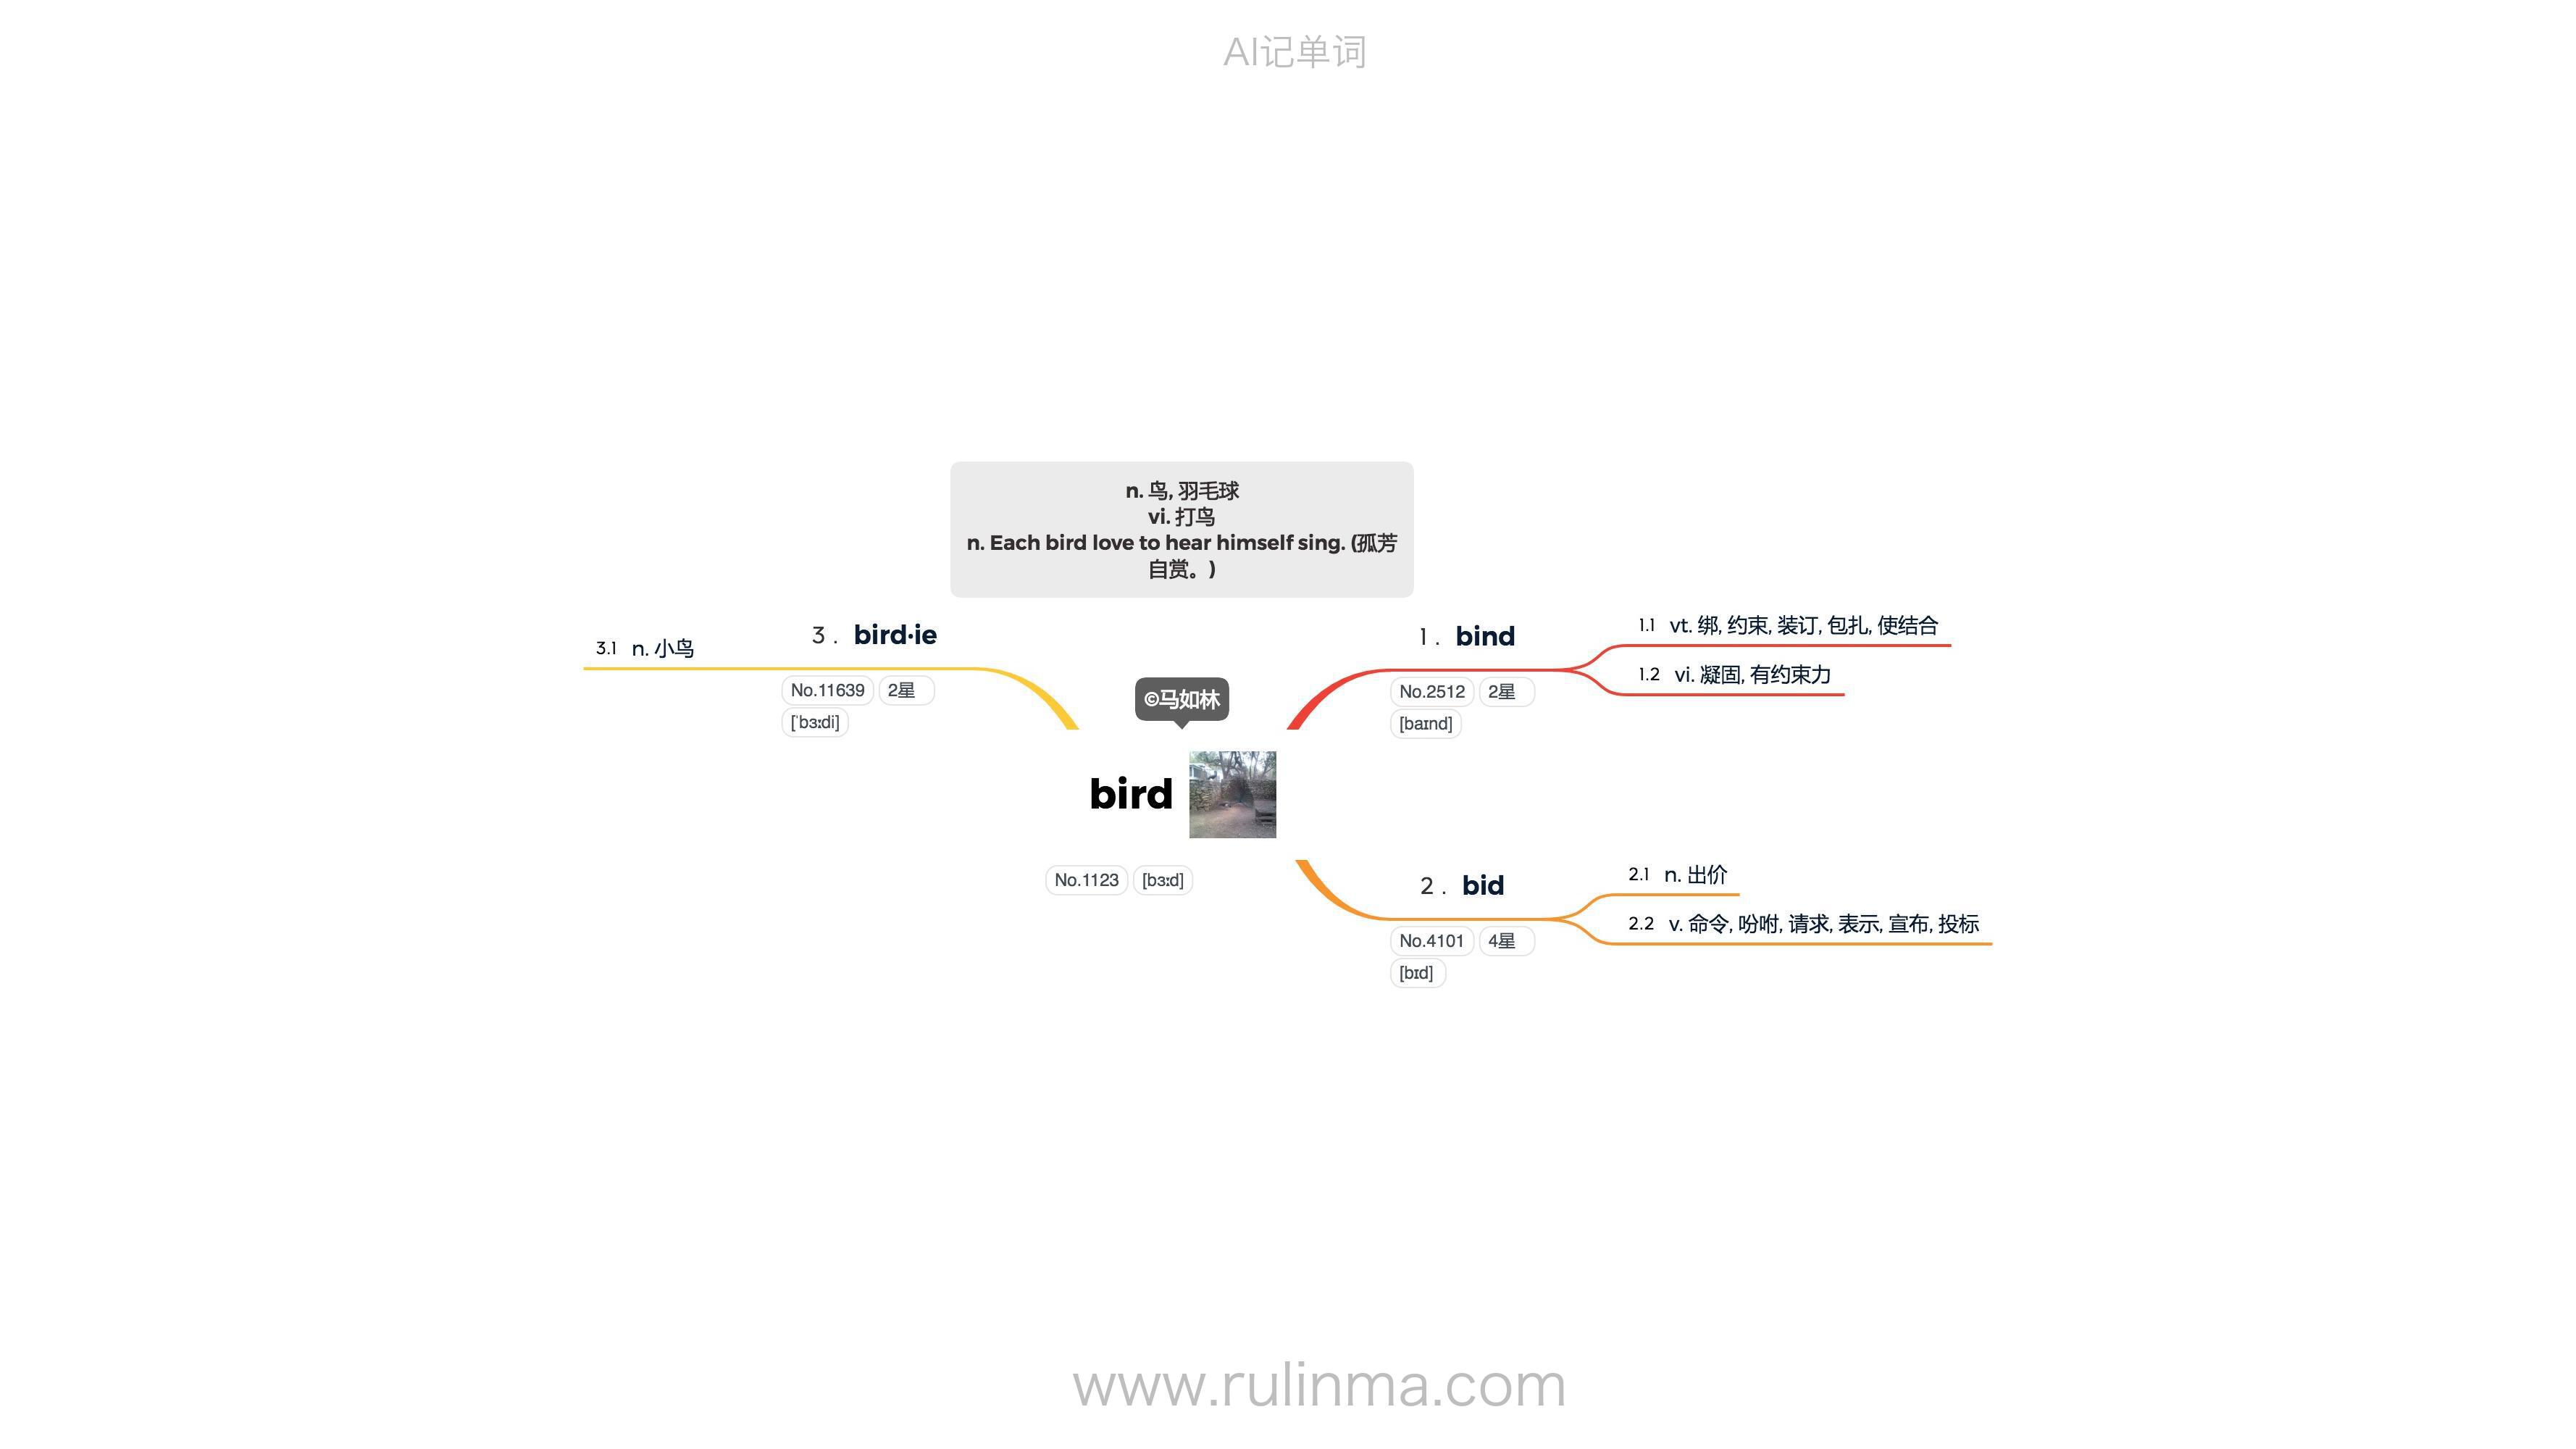 AI记单词
n. 鸟, 羽毛球
vi. 打鸟
n. Each bird love to hear himself sing. (孤芳
自赏。)
3 . bird·ie
3.1 n. 小鸟
No.11639 2星
[ˈbɜːdi]
©马如林
bird
No.1123 [bɜːd]
1 . bind
No.2512 2星
[baɪnd]
1.1 vt. 绑, 约束, 装订, 包扎, 使结合
1.2 vi. 凝固, 有约束力
2 . bid
No.4101 4星
[bɪd]
2.1 n. 出价
2.2 v. 命令, 吩咐, 请求, 表示, 宣布, 投标
www.rulinma.com